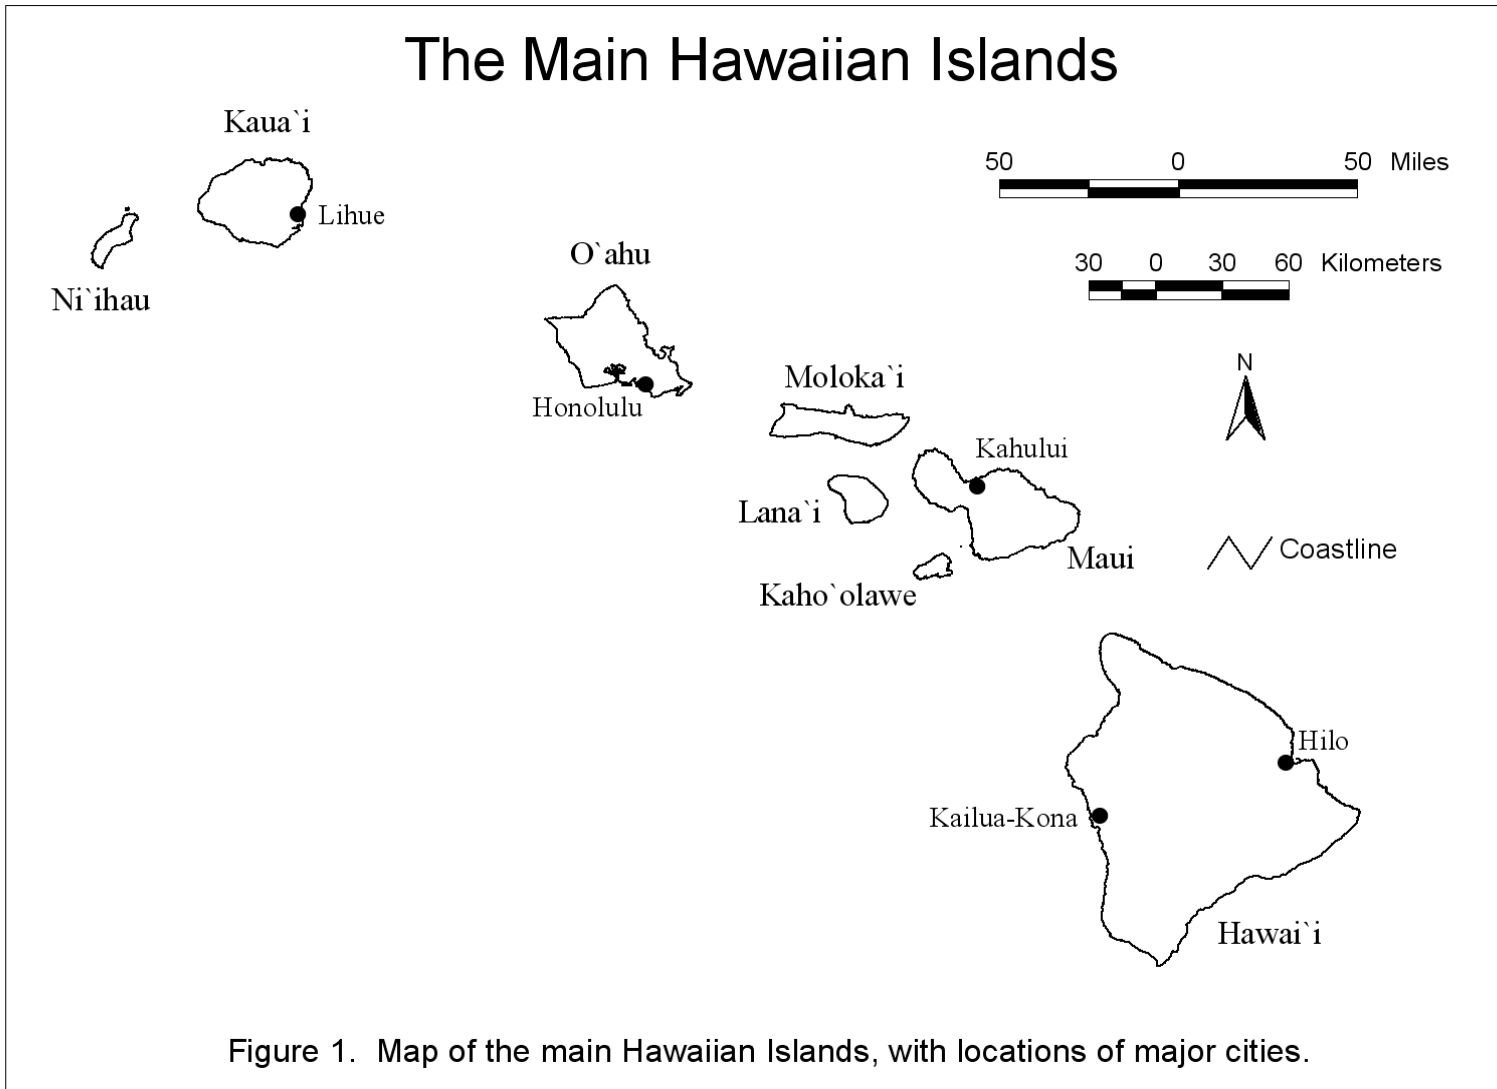 The Main Hawaiian Islands
Kaua`i
50 0 50 Miles
Lihue
O`ahu
30 0 30 60 Kilometers
Ni`ihau
N
Moloka`i
Honolulu
Kahului
Lana`i
Coastline
Maui
Kaho`olawe
Hilo
Kailua-Kona
Hawai`i
Figure 1. Map of the main Hawaiian Islands, with locations of major cities.